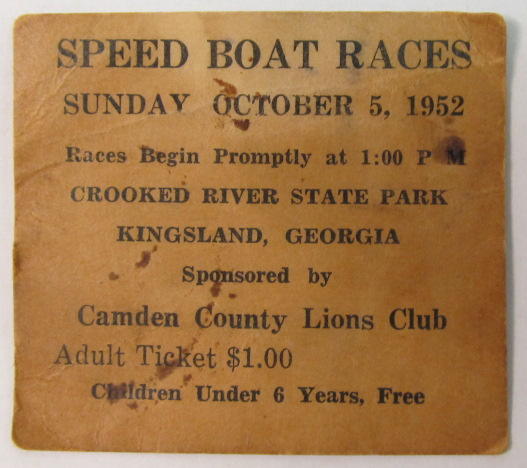 SPEED BOAT RACES
SUNDAY OCTOBER 5, 1952
Races Begin Promptly at 1:00 P M
CROOKED RIVER STATE PARK
KINGSLAND, GEORGIA
Sponsored by
Camden County Lions Club
Adult Ticket $1.00
Children Under 6 Years, Free